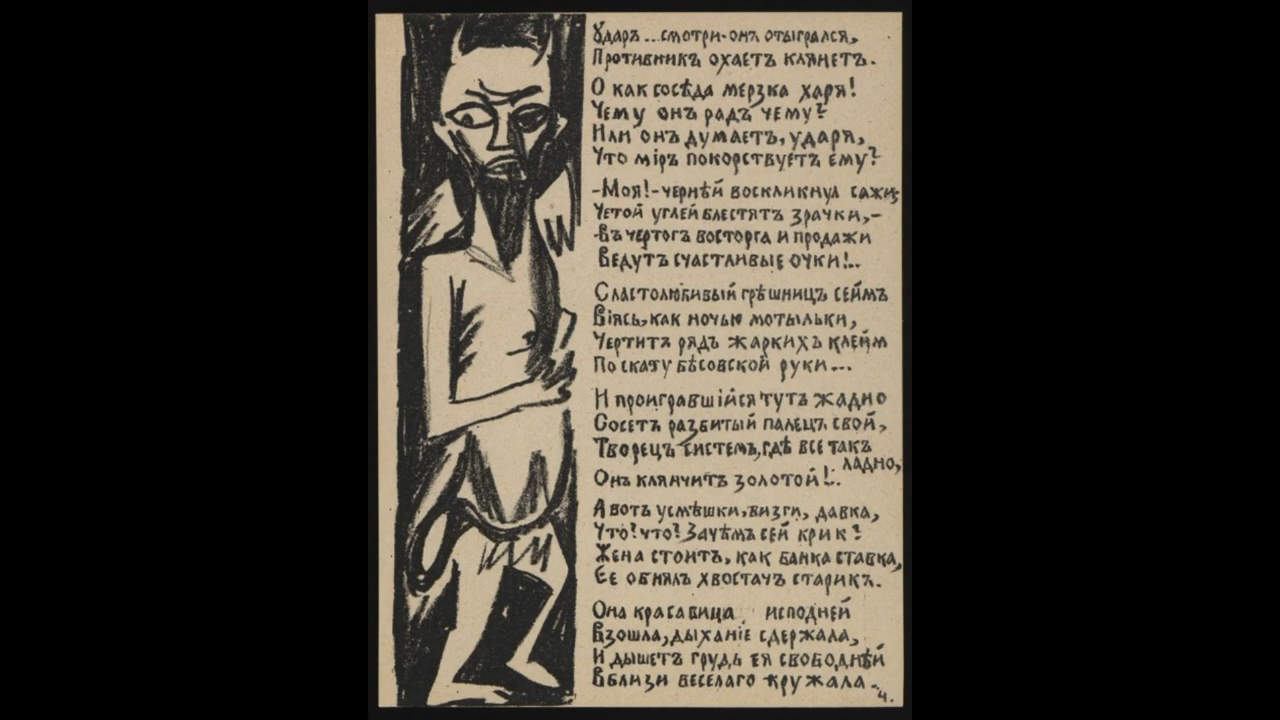 Ударъ...смотри-онъ отыгрался,
Противникъ охаетъ клянетъ.
О как сосѣда мерзка харя!
Чему онъ радъ чему?
Или онъ думаетъ, ударя,
Что міръ покорствуетъ ему?
-Моя!-чернѣй воскликнул сажи;
Четой углей блестятъ зрачки,-
-Въ чертогъ восторга и продажи
Ведутъ счастливые очки!..
Сластолюбивый грѣшницъ сеймъ
Віясь, как ночью мотыльки,
Чертитъ рядъ жаркихъ клейм
По скату бѣсовской руки...
И проигравшійся тутъ жадно
Сосетъ разбитый палецъ свой,
Творецъ системъ, гдѣ все такъ
ладно,
Онъ клянчитъ золотой!..
А вотъ усмѣшки, визги, давка,
Что? что? Зачѣмъ сей крик?
Жена стоитъ, как банка ставка,
Ее обнялъ хвостачъ старикъ.
Она красавица исподней
Взошла, дыханіе сдержала,
И дышетъ грудь ея свободнѣй
Вблизи веселаго кружала.
4.